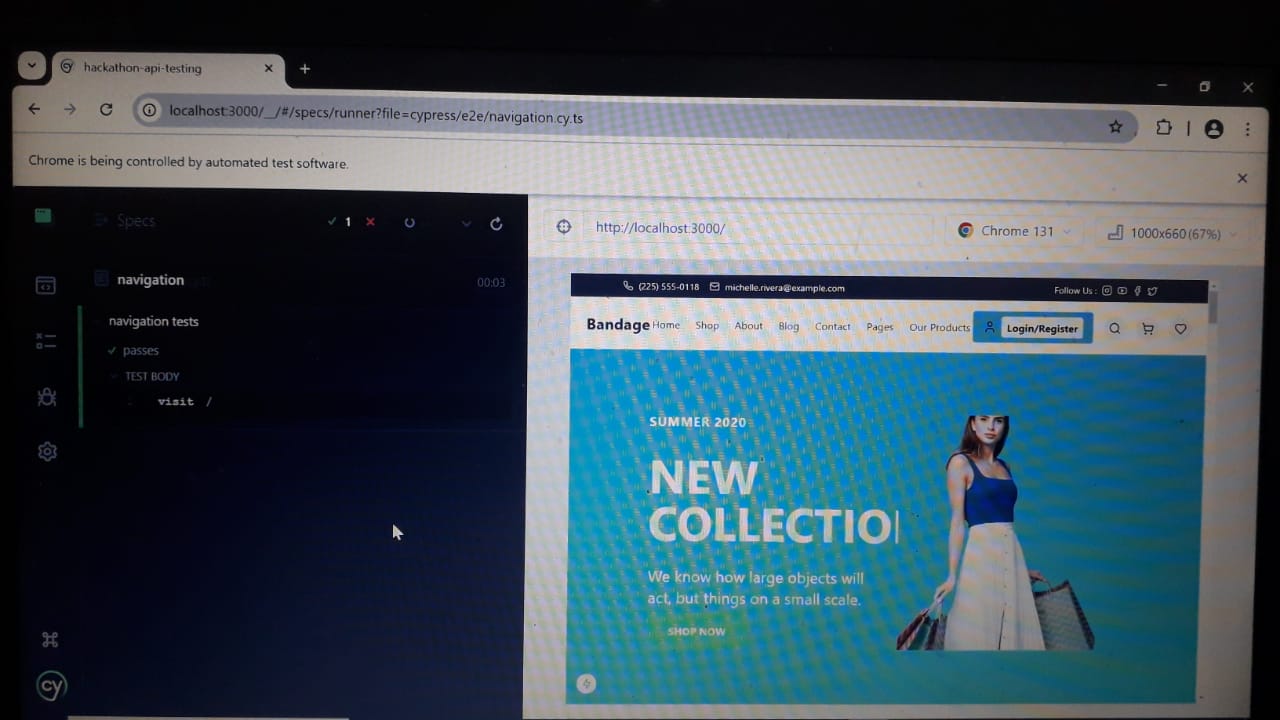 hackathon-api-testing
localhost:3000/__/#/specs/runner?file=cypress/e2e/navigation.cy.ts
Chrome is being controlled by automated test software.
Specs
1
navigation
00:03
navigation tests
passes
TEST BODY
visit /
cy
http://localhost:3000/
Chrome 131
1000x660 (67%)
(225) 555-0118 michelle.rivera@example.com Follow Us :
Bandage Home Shop About Blog Contact Pages Our Products Login/Register
SUMMER 2020
NEW
COLLECTIO|
We know how large objects will
act, but things on a small scale.
SHOP NOW